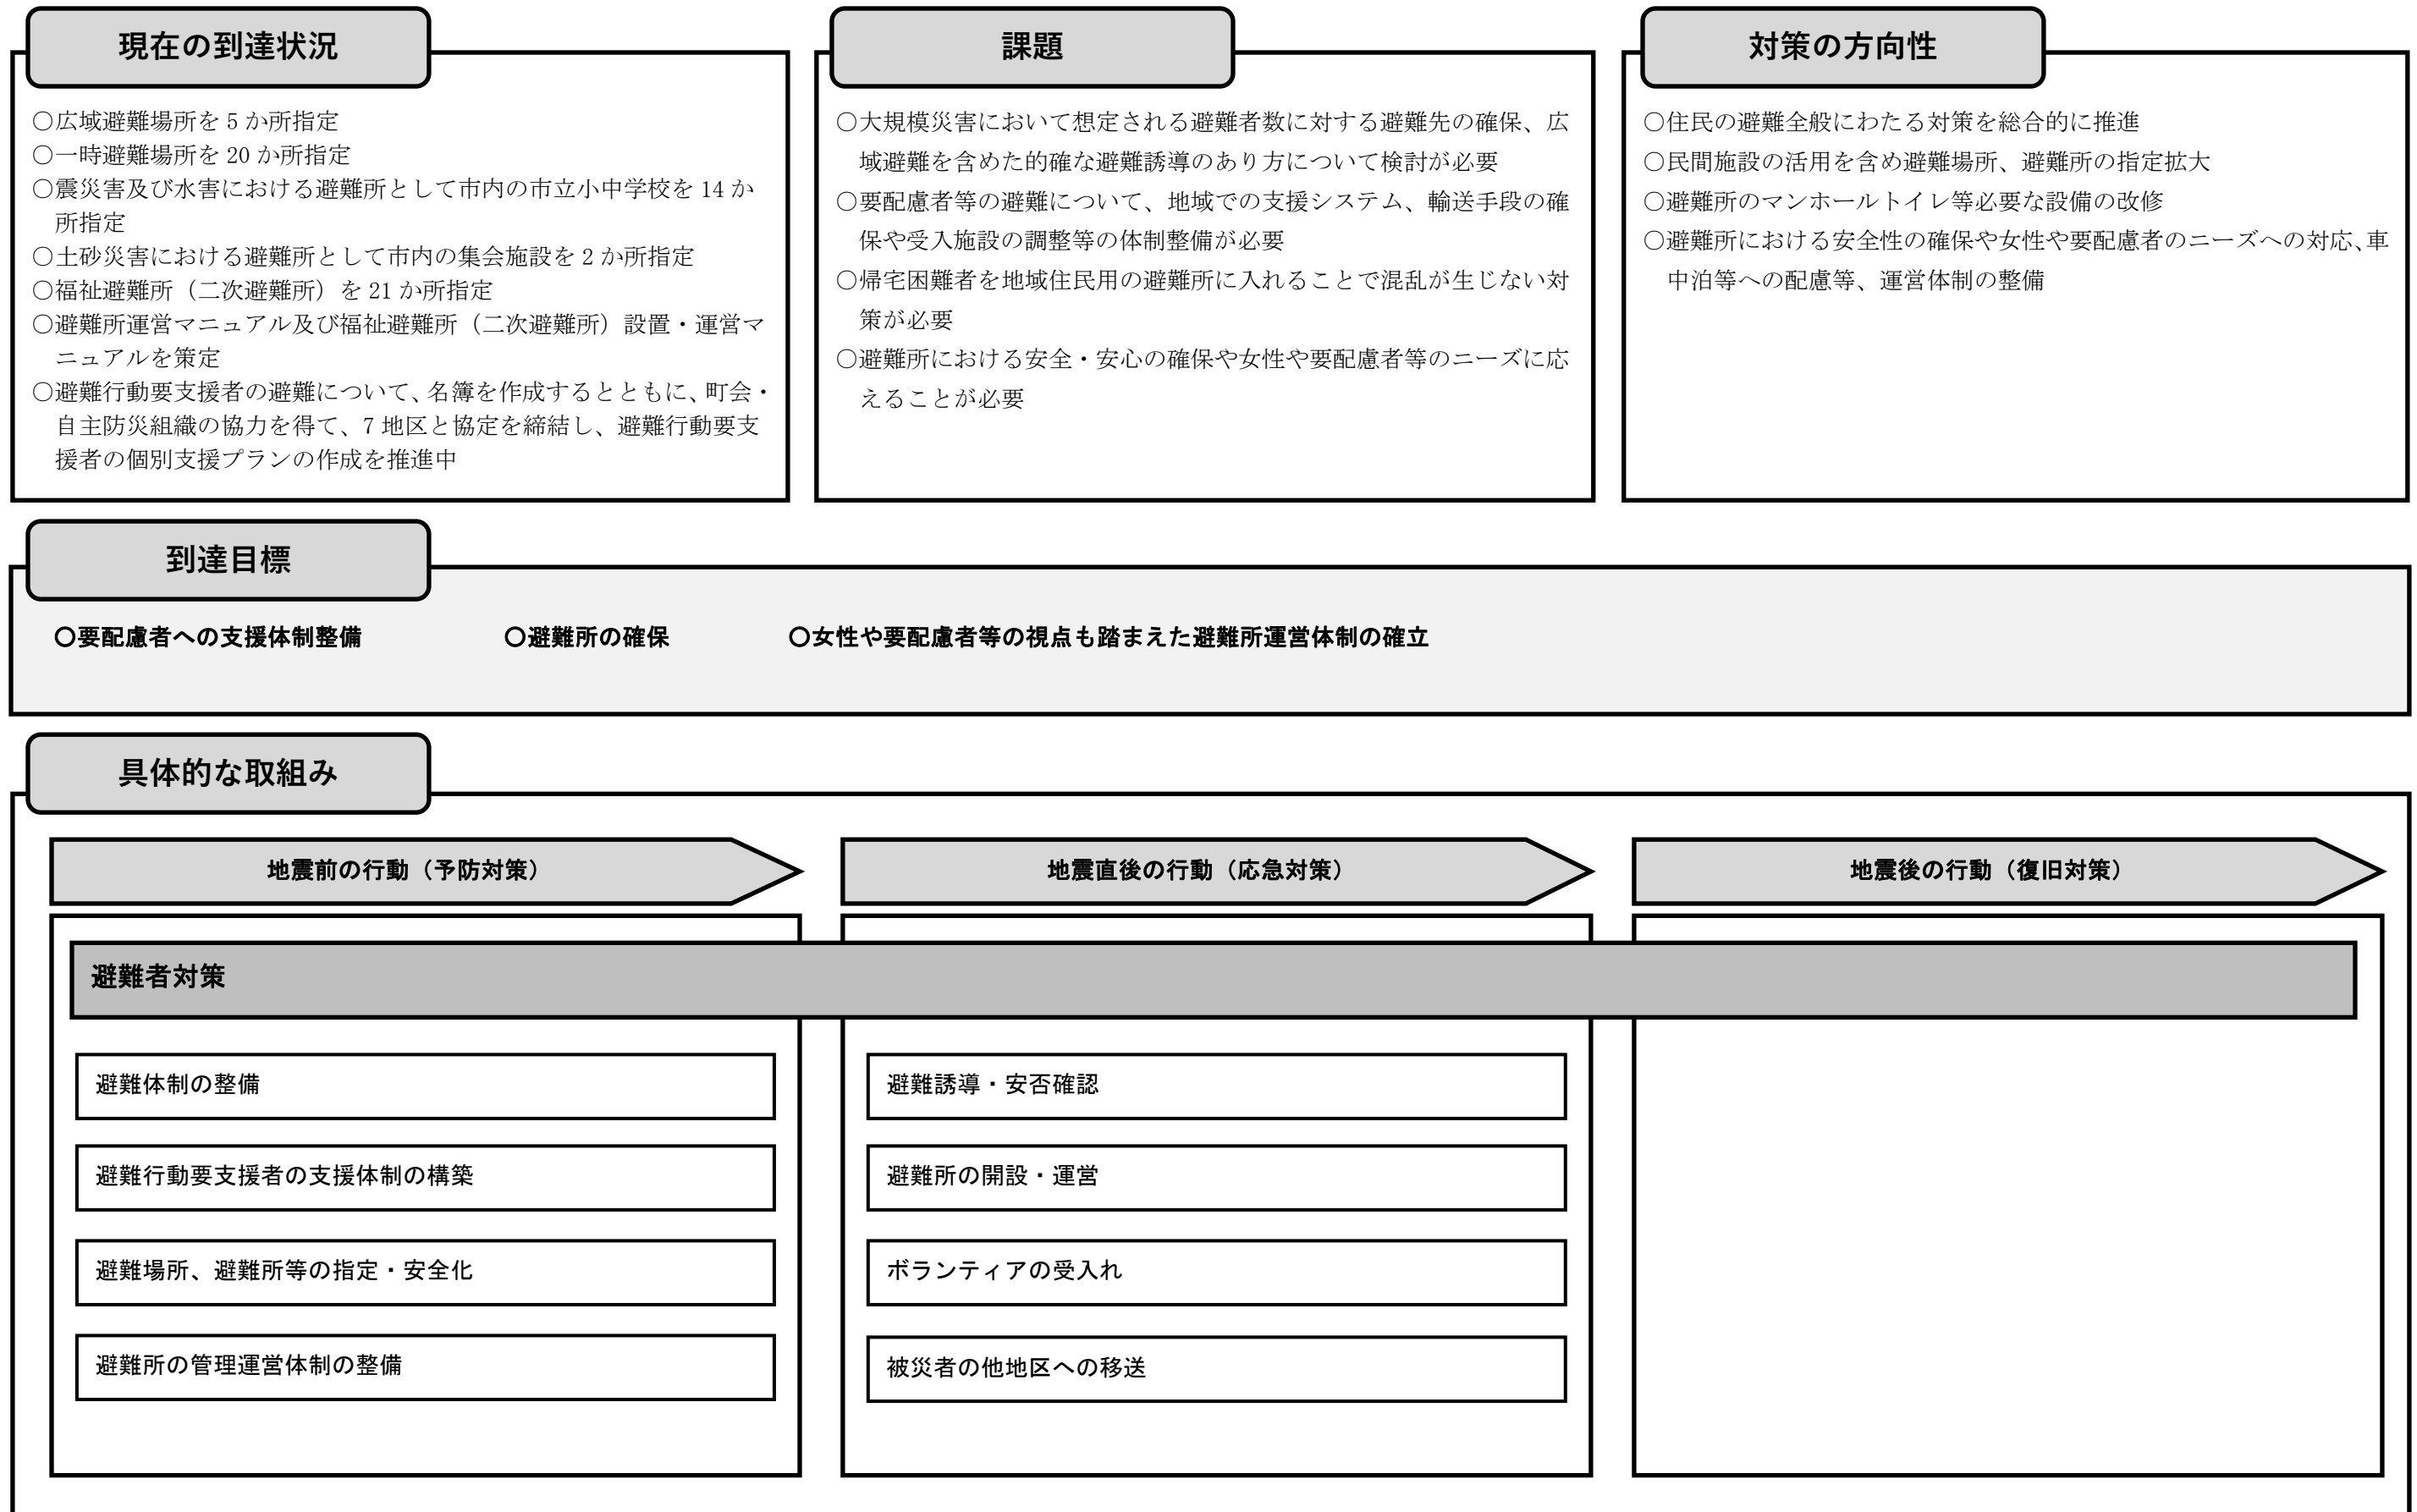 現在の到達状況
〇広域避難場所を 5 か所指定
〇一時避難場所を 20 か所指定
〇震災害及び水害における避難所として市内の市立小中学校を 14 か
所指定
〇土砂災害における避難所として市内の集会施設を 2 か所指定
〇福祉避難所（二次避難所）を 21 か所指定
〇避難所運営マニュアル及び福祉避難所（二次避難所）設置・運営マ
ニュアルを策定
〇避難行動要支援者の避難について、名簿を作成するとともに、町会・
自主防災組織の協力を得て、7 地区と協定を締結し、避難行動要支
援者の個別支援プランの作成を推進中
課題
〇大規模災害において想定される避難者数に対する避難先の確保、広
域避難を含めた的確な避難誘導のあり方について検討が必要
〇要配慮者等の避難について、地域での支援システム、輸送手段の確
保や受入施設の調整等の体制整備が必要
〇帰宅困難者を地域住民用の避難所に入れることで混乱が生じない対
策が必要
〇避難所における安全・安心の確保や女性や要配慮者等のニーズに応
えることが必要
対策の方向性
〇住民の避難全般にわたる対策を総合的に推進
〇民間施設の活用を含め避難場所、避難所の指定拡大
〇避難所のマンホールトイレ等必要な設備の改修
〇避難所における安全性の確保や女性や要配慮者のニーズへの対応、車
中泊等への配慮等、運営体制の整備
到達目標
〇要配慮者への支援体制整備 〇避難所の確保 〇女性や要配慮者等の視点も踏まえた避難所運営体制の確立
具体的な取組み
地震前の行動（予防対策） 地震直後の行動（応急対策） 地震後の行動（復旧対策）
避難者対策
避難体制の整備
避難行動要支援者の支援体制の構築
避難場所、避難所等の指定・安全化
避難所の管理運営体制の整備
避難誘導・安否確認
避難所の開設・運営
ボランティアの受入れ
被災者の他地区への移送